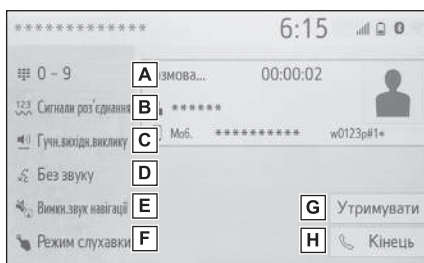 ************* 6:15
0 – 9 A змова... 00:00:02
123 Сигнали роз'єднання B ******
Гучн.вихідн.виклику C Моб. ********** w0123p#1*
Без звуку D
Вимкн.звук навігації E G Утримувати
Режим слухавки F H Кінець